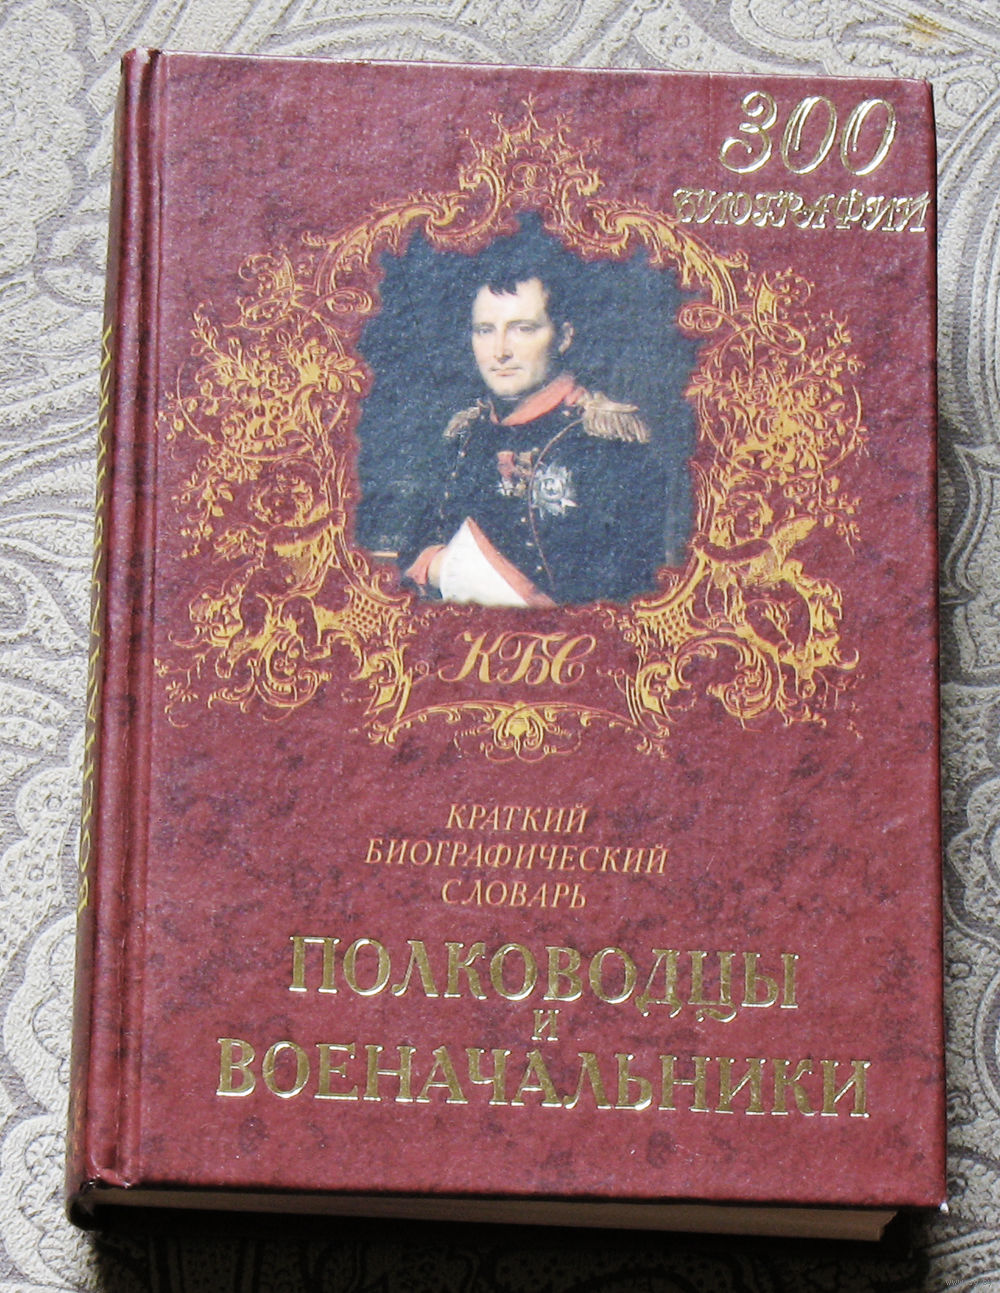 300
БИОГРАФИЙ
КБС
КРАТКИЙ
БИОГРАФИЧЕСКИЙ
СЛОВАРЬ
ПОЛКОВОДЦЫ
И
ВОЕНАЧАЛЬНИКИ